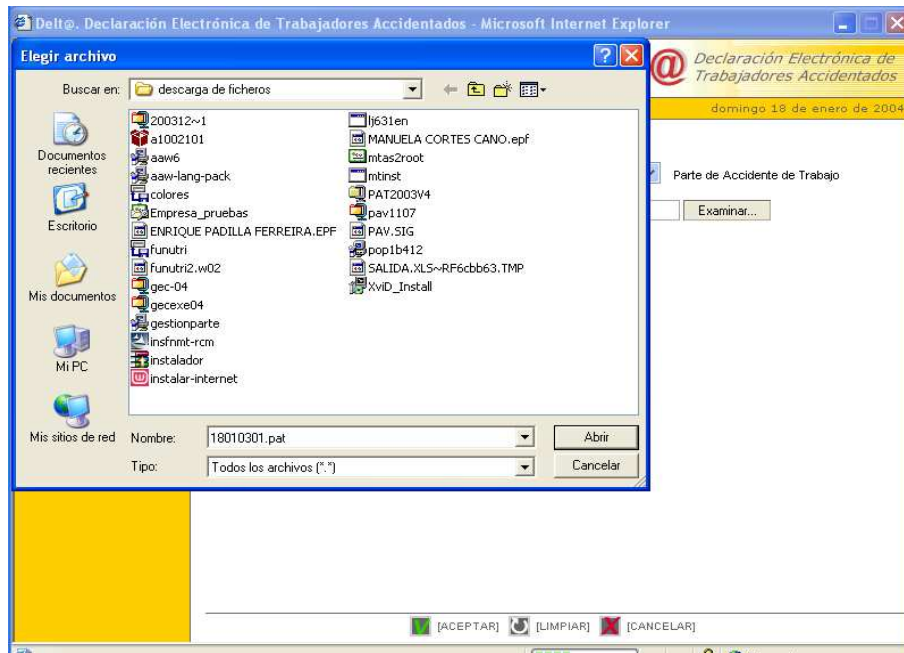 Delt@. Declaración Electrónica de Trabajadores Accidentados - Microsoft Internet Explorer
Elegir archivo
@ Declaración Electrónica de
Trabajadores Accidentados
domingo 18 de enero de 2004
Buscar en: descarga de ficheros
Documentos
recientes
Escritorio
Mis documentos
Mi PC
Mis sitios de red
200312~1
a1002101
aaw6
aaw-lang-pack
colores
Empresa_pruebas
ENRIQUE PADILLA FERREIRA.EPF
funutri
funutri2.w02
gec-04
gecexe04
gestionparte
insfnmt-rcm
instalador
instalar-internet
lj631en
MANUELA CORTES CANO.epf
mtas2root
mtinst
PAT2003V4
pav1107
PAV.SIG
pop1b412
SALIDA.XLS~RF6cbb63.TMP
XviD_Install
Nombre: 18010301.pat Abrir
Tipo: Todos los archivos (*.*) Cancelar
Parte de Accidente de Trabajo
Examinar...
[ACEPTAR] [LIMPIAR] [CANCELAR]